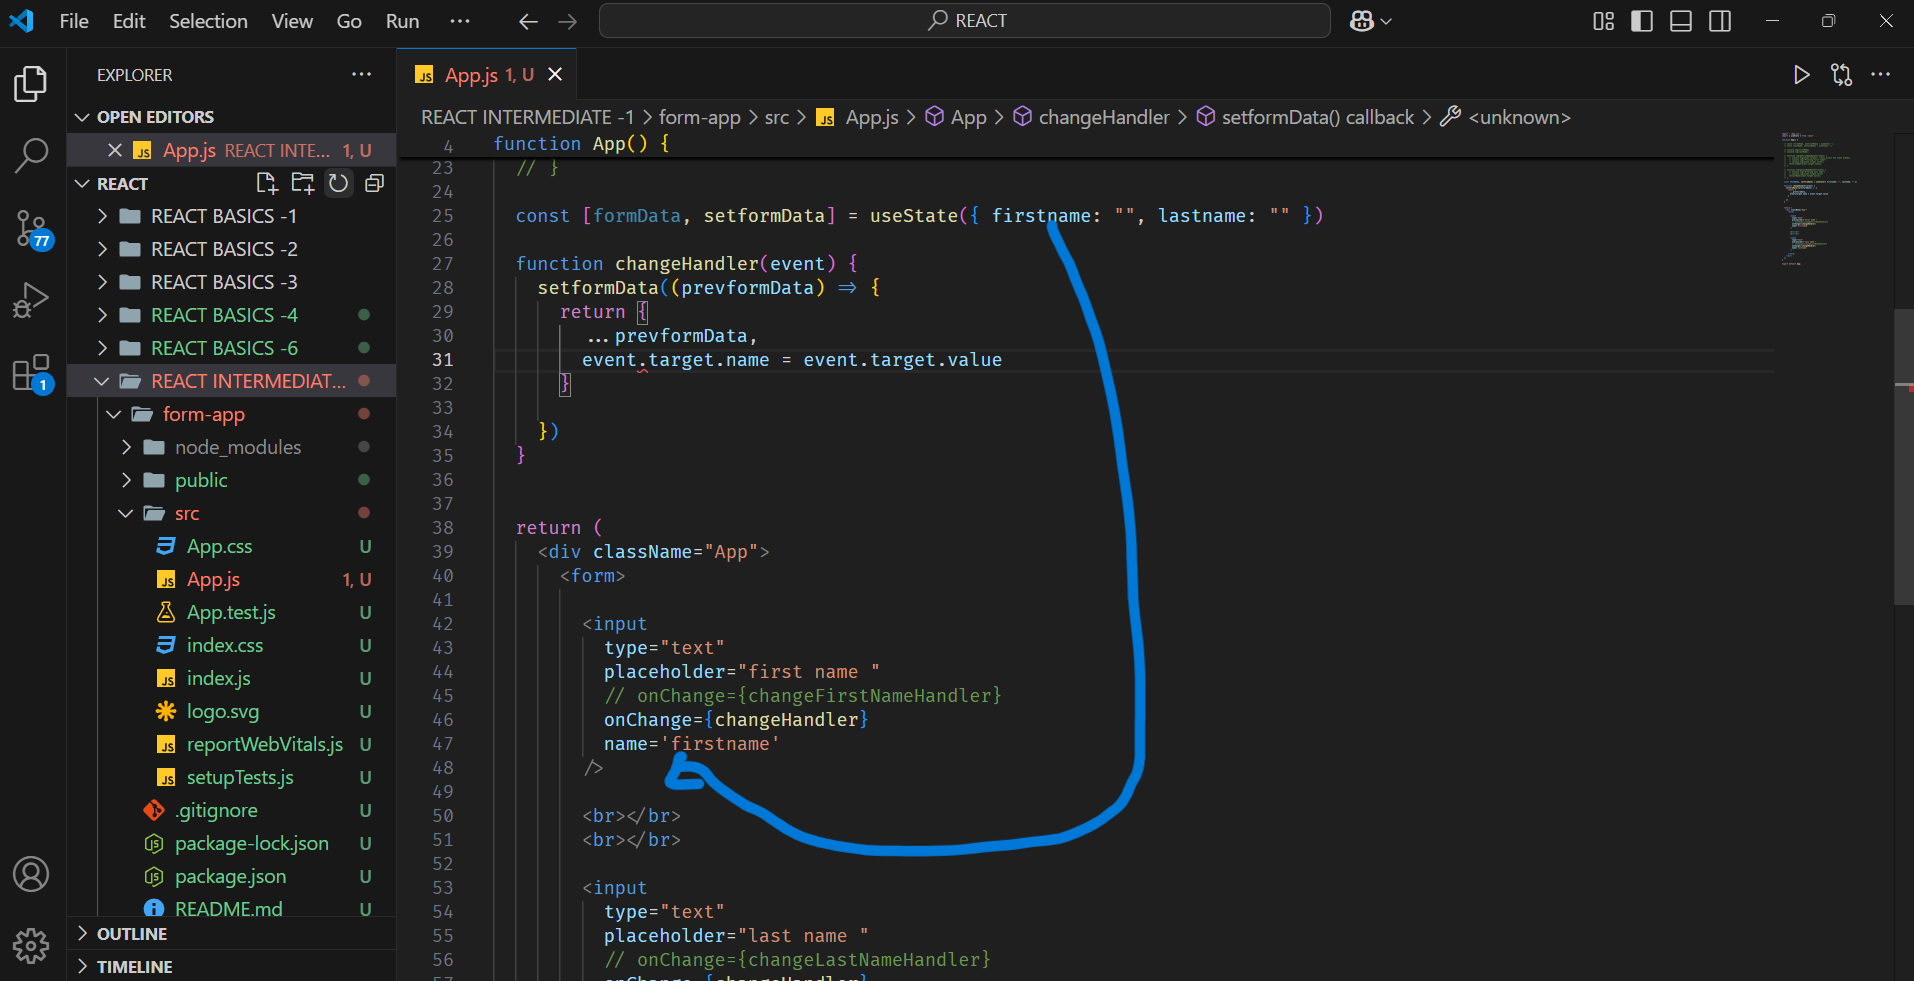 File Edit Selection View Go Run ...
REACT
EXPLORER
OPEN EDITORS
App.js REACT INTE... 1, U
REACT
REACT BASICS -1
REACT BASICS -2
REACT BASICS -3
REACT BASICS -4
REACT BASICS -6
REACT INTERMEDIAT...
form-app
node_modules
public
src
App.css U
App.js 1, U
App.test.js U
index.css U
index.js U
logo.svg U
reportWebVitals.js U
setupTests.js U
.gitignore U
package-lock.json U
package.json U
README.md U
OUTLINE
TIMELINE
77
1
App.js 1, U
REACT INTERMEDIATE -1 > form-app > src > App.js > App > changeHandler > setformData() callback > <unknown>
4 function App() {
23 // }
24
25 const [formData, setformData] = useState({ firstname: "", lastname: "" })
26
27 function changeHandler(event) {
28 setformData((prevformData) => {
29 return {
30 ...prevformData,
31 event.target.name = event.target.value
32 }
33
34 })
35 }
36
37
38 return (
39 <div className="App">
40 <form>
41
42 <input
43 type="text"
44 placeholder="first name "
45 // onChange={changeFirstNameHandler}
46 onChange={changeHandler}
47 name='firstname'
48 />
49
50 <br></br>
51 <br></br>
52
53 <input
54 type="text"
55 placeholder="last name "
56 // onChange={changeLastNameHandler}
57 onChange={changeHandler}